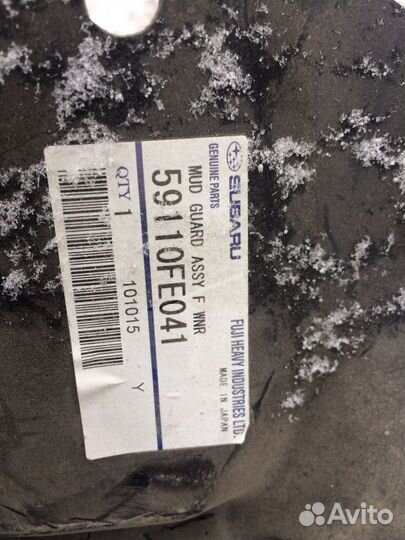 SUBARU
GENUINE PARTS
FUJI HEAVY INDUSTRIES LTD.
MADE IN JAPAN
MUD GUARD ASSY F WNR
59110FE041
QTY 1
101015
Y
Avito